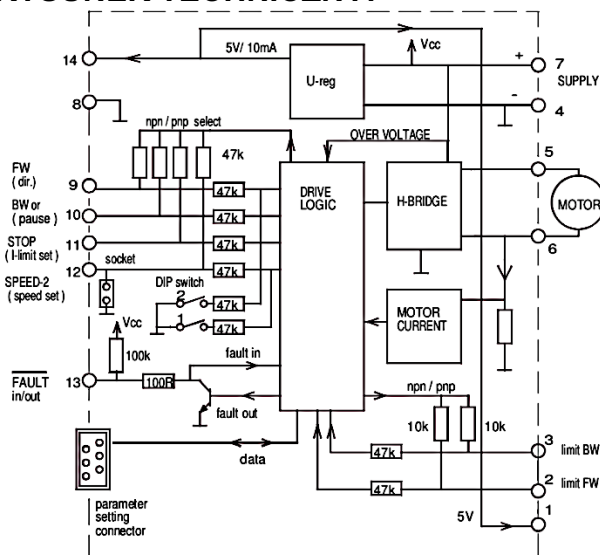 14
5V/ 10mA
U-reg
Vcc
+
7
SUPPLY
-
4
8
npn / pnp select
47k
OVER VOLTAGE
5
FW
( dir.)
9
47k
DRIVE
LOGIC
H-BRIDGE
MOTOR
BW or
( pause )
10
47k
6
STOP
( I-limit set)
11
47k
SPEED-2
( speed set)
12
socket
47k
DIP switch
2
47k
1
47k
MOTOR
CURRENT
Vcc
100k
fault in
FAULT
in/out
13
100R
fault out
npn / pnp
10k
10k
data
47k
3
limit BW
47k
2
limit FW
parameter
setting
connector
5V
1